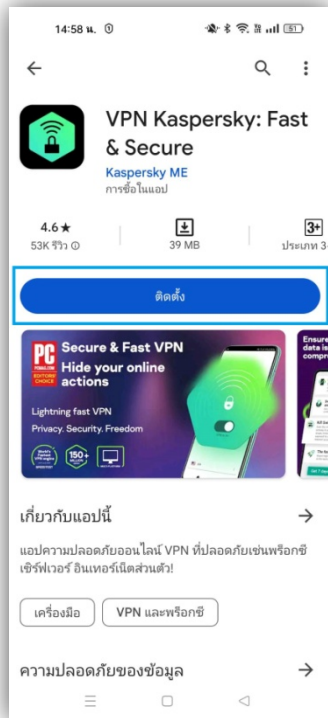 14:58 น.
51
VPN Kaspersky: Fast
& Secure
Kaspersky ME
การซื้อในแอป
4.6 ★
53K รีวิว
39 MB
3+
ประเภท 3
ติดตั้ง
PC
EDITORS'
CHOICE
Secure & Fast VPN
Hide your online
actions
Lightning fast VPN
Privacy. Security. Freedom
150+
Ensure
data is
compr
เกี่ยวกับแอปนี้
แอปความปลอดภัยออนไลน์ VPN ที่ปลอดภัยเช่นพร็อกซี
เซิร์ฟเวอร์ อินเทอร์เน็ตส่วนตัว!
เครื่องมือ
VPN และพร็อกซี
ความปลอดภัยของข้อมูล